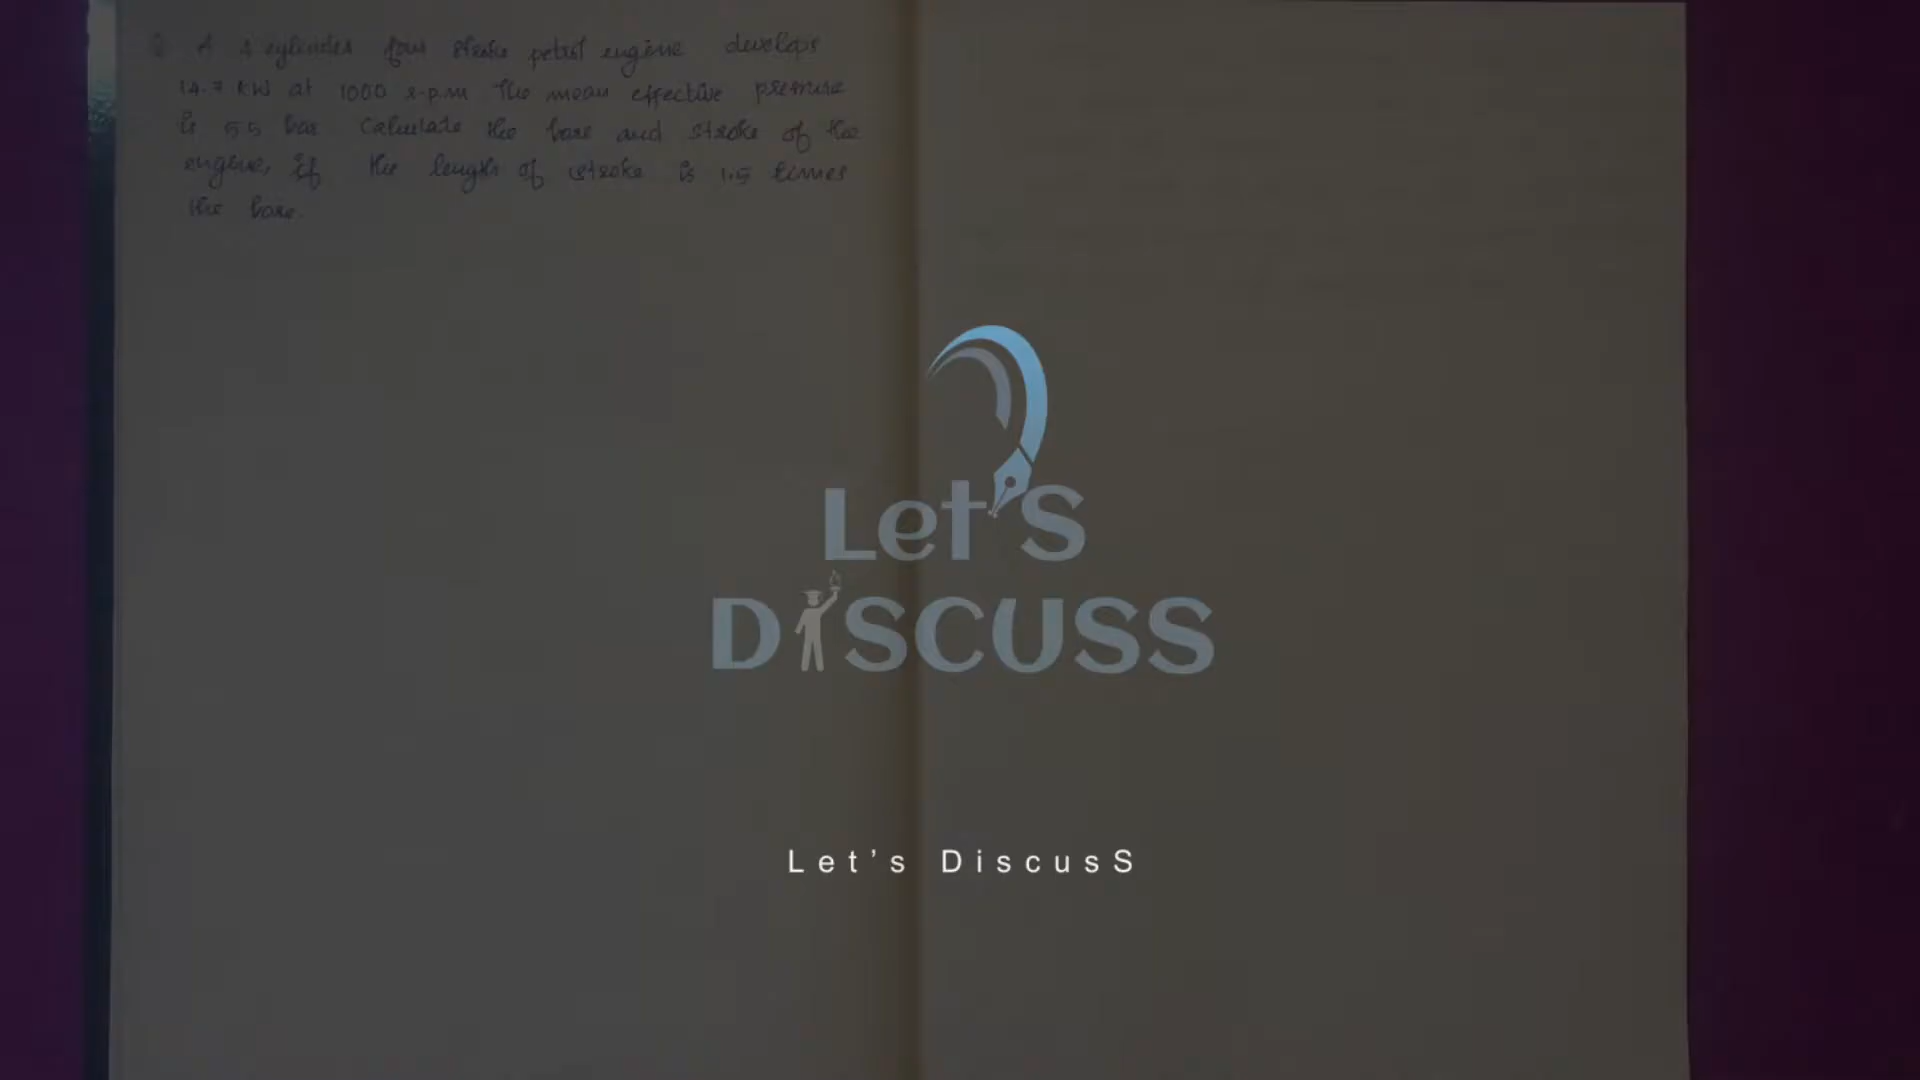 Q A 4 cylinder four stroke petrol engine develops
14.7 KW at 1000 r.p.m The mean effective pressure
is 5.5 bar Calculate the bore and stroke of the
engine, if the length of stroke is 1.5 times
the bore.
Let's
DiSCUSS
Let's DiscusS